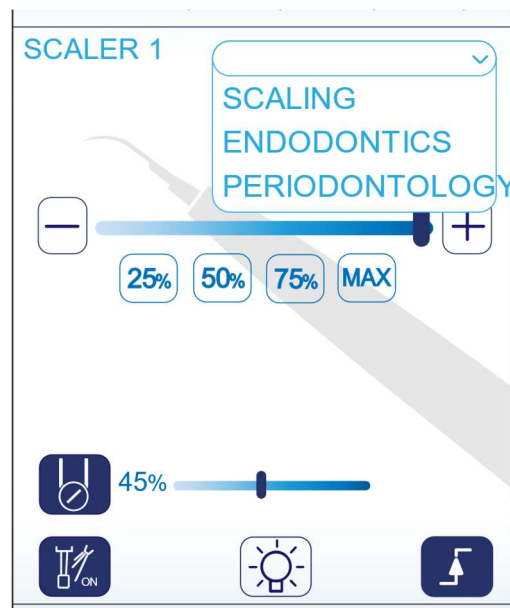 SCALER 1
SCALING
ENDODONTICS
PERIODONTOLOGY
25% 50% 75% MAX
45%
ON